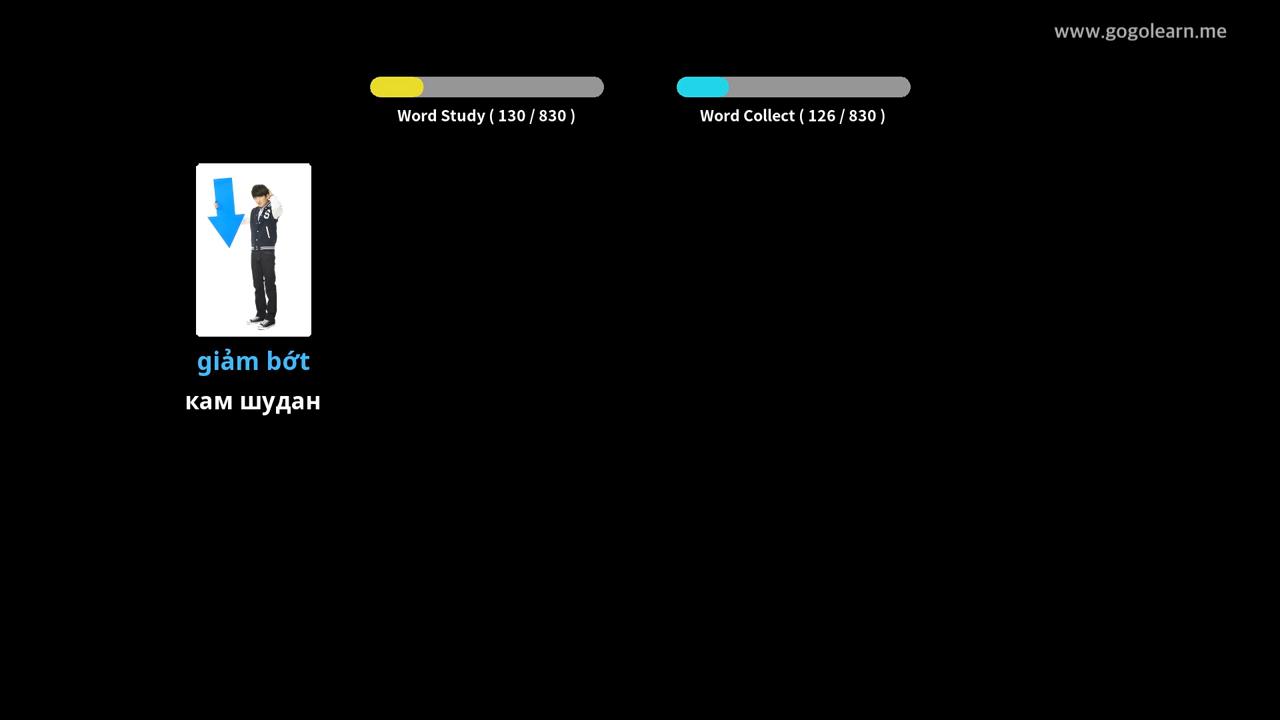 www.gogolearn.me
Word Study ( 130 / 830 )
Word Collect ( 126 / 830 )
S
giảm bớt
кам шудан